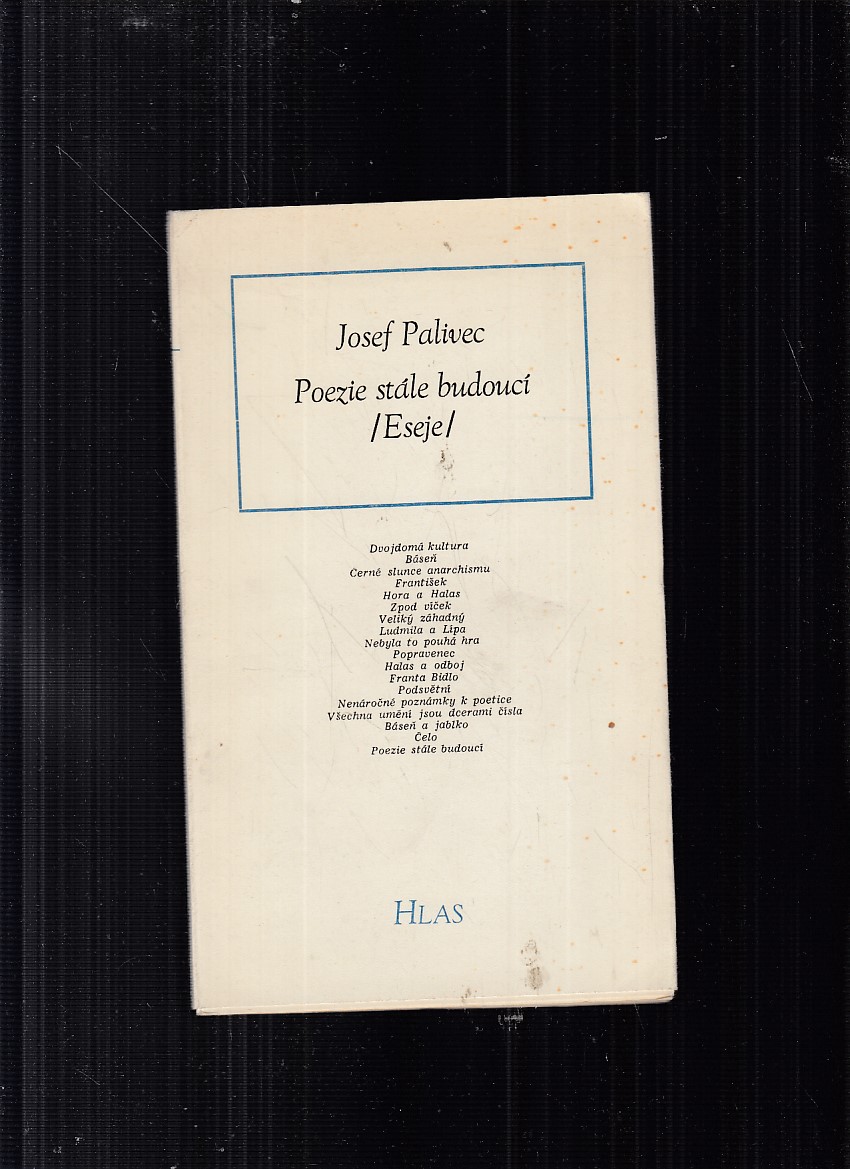 Josef Palivec
Poezie stále budoucí
/Eseje/
Dvojdomá kultura
Báseň
Černé slunce anarchismu
František
Hora a Halas
Zpod víček
Veliký záhadný
Ludmila a Lípa
Nebyla to pouhá hra
Popravenec
Halas a odboj
Franta Bidlo
Podsvětní
Nenáročné poznámky k poetice
Všechna umění jsou dcerami čísla
Báseň a jablko
Čelo
Poezie stále budoucí
HLAS